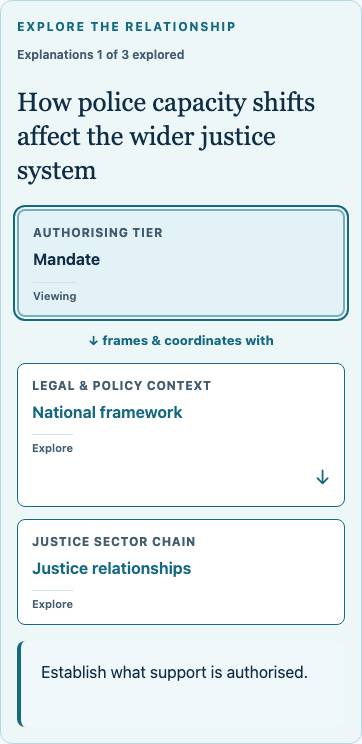 EXPLORE THE RELATIONSHIP
Explanations 1 of 3 explored
How police capacity shifts
affect the wider justice
system
AUTHORISING TIER
Mandate
Viewing
↓ frames & coordinates with
LEGAL & POLICY CONTEXT
National framework
Explore
↓
JUSTICE SECTOR CHAIN
Justice relationships
Explore
Establish what support is authorised.